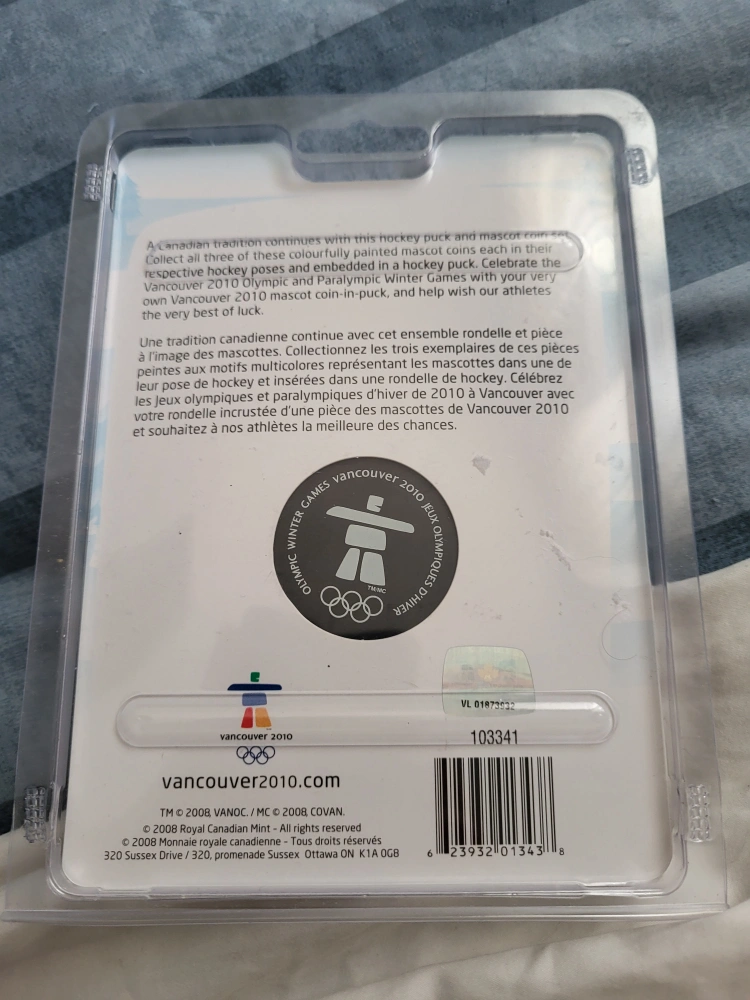 A Canadian tradition continues with this hockey puck and mascot coin set.
Collect all three of these colourfully painted mascot coins each in their
respective hockey poses and embedded in a hockey puck. Celebrate the
Vancouver 2010 Olympic and Paralympic Winter Games with your very
own Vancouver 2010 mascot coin-in-puck, and help wish our athletes
the very best of luck.
Une tradition canadienne continue avec cet ensemble rondelle et pièce
à l'image des mascottes. Collectionnez les trois exemplaires de ces pièces
peintes aux motifs multicolores représentant les mascottes dans une de
leur pose de hockey et insérées dans une rondelle de hockey. Célébrez
les Jeux olympiques et paralympiques d'hiver de 2010 à Vancouver avec
votre rondelle incrustée d'une pièce des mascottes de Vancouver 2010
et souhaitez à nos athlètes la meilleure des chances.
OLYMPIC WINTER GAMES vancouver 2010 JEUX OLYMPIQUES D'HIVER
TM/MC
VL 01873932
vancouver 2010
103341
vancouver2010.com
TM © 2008, VANOC. / MC © 2008, COVAN.
© 2008 Royal Canadian Mint - All rights reserved
© 2008 Monnaie royale canadienne - Tous droits réservés
320 Sussex Drive / 320, promenade Sussex Ottawa ON K1A 0G8
6 23932 01343 8